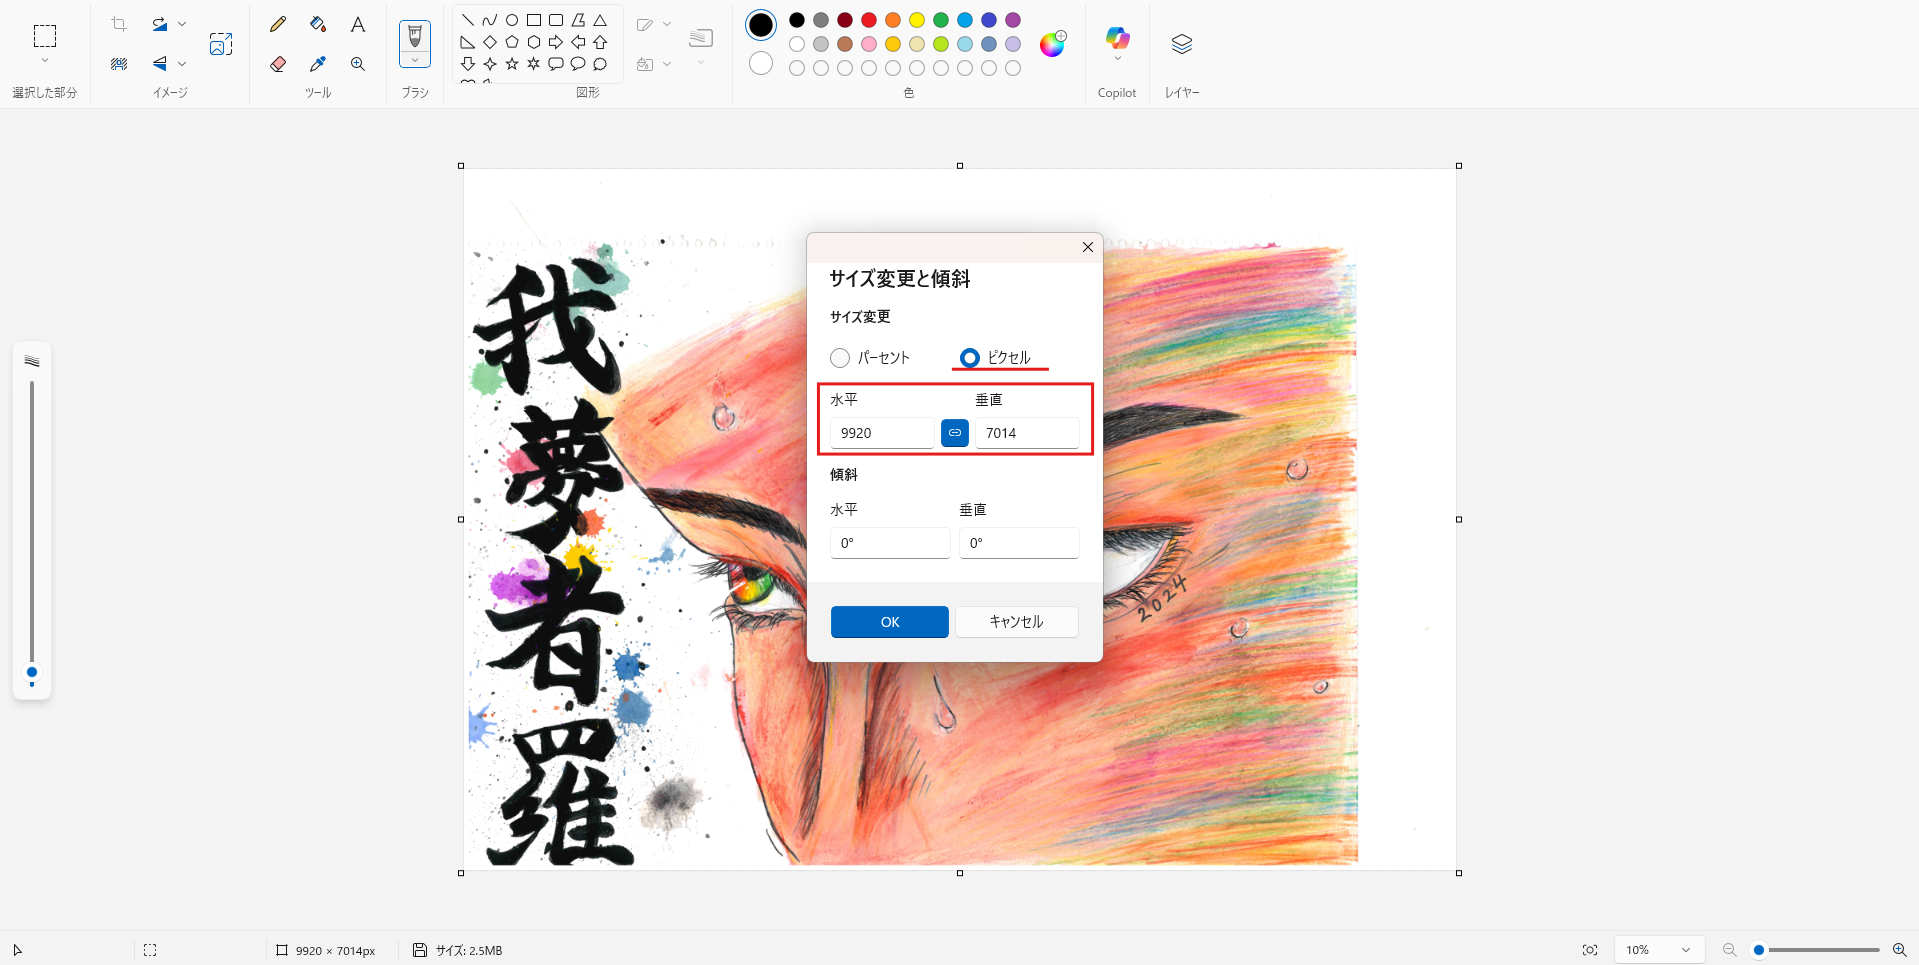 選択した部分
イメージ
ツール
ブラシ
図形
色
Copilot
レイヤー
サイズ変更と傾斜
サイズ変更
パーセント
ピクセル
水平
垂直
9920
7014
傾斜
水平
垂直
0°
0°
OK
キャンセル
我夢者羅
2024
9920 × 7014px
サイズ: 2.5MB
10%